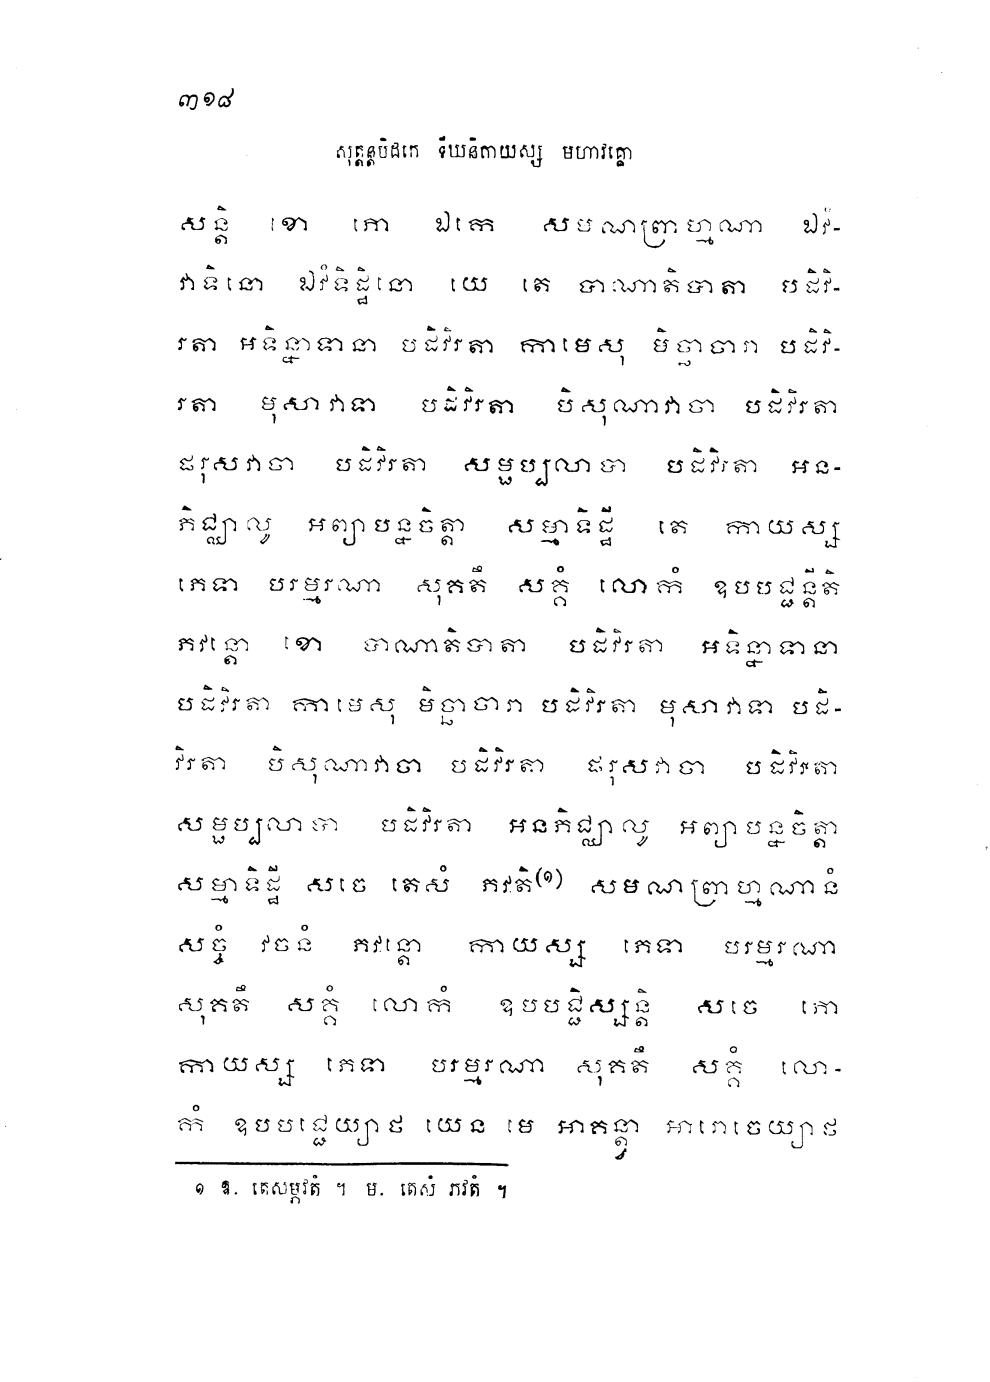 ៣១៨
សុត្តន្តបិដកេ ទីឃនិកាយស្ស មហាវគ្គោ
សន្តិ ខោ ភោ ឯកេ សមណព្រាហ្មណា ឯវំ-
វាទិនោ ឯវំទិដ្ឋិនោ យេ តេ បាណាតិបាតា បដិវិ-
រតា អទិន្នាទានា បដិវិរតា កាមេសុ មិច្ឆាចារា បដិវិ-
រតា មុសាវាទា បដិវិរតា បិសុណាវាចា បដិវិរតា
ផរុសវាចា បដិវិរតា សម្ផប្បលាបា បដិវិរតា អន-
ភិជ្ឈាលូ អព្យាបន្នចិត្តា សម្មាទិដ្ឋី តេ កាយស្ស
ភេទា បរម្មរណា សុគតឹ សគ្គំ លោកំ ឧបបជ្ជន្តីតិ
ភវន្តោ ខោ បាណាតិបាតា បដិវិរតា អទិន្នាទានា
បដិវិរតា កាមេសុ មិច្ឆាចារា បដិវិរតា មុសាវាទា បដិ-
វិរតា បិសុណាវាចា បដិវិរតា ផរុសវាចា បដិវិរតា
សម្ផប្បលាបា បដិវិរតា អនភិជ្ឈាលូ អព្យាបន្នចិត្តា
សម្មាទិដ្ឋី សចេ តេសំ ភវតិ(១) សមណព្រាហ្មណានំ
សច្ចំ វចនំ ភវន្តោ កាយស្ស ភេទា បរម្មរណា
សុគតឹ សគ្គំ លោកំ ឧបបជ្ជិស្សន្តិ សចេ ភោ
កាយស្ស ភេទា បរម្មរណា សុគតឹ សគ្គំ លោ-
កំ ឧបបជ្ជេយ្យាថ យេន មេ អាគន្ត្វា អារោចេយ្យាថ
១ ឱ. តេសម្ភវតំ ។ ម. តេសំ ភវតំ ។